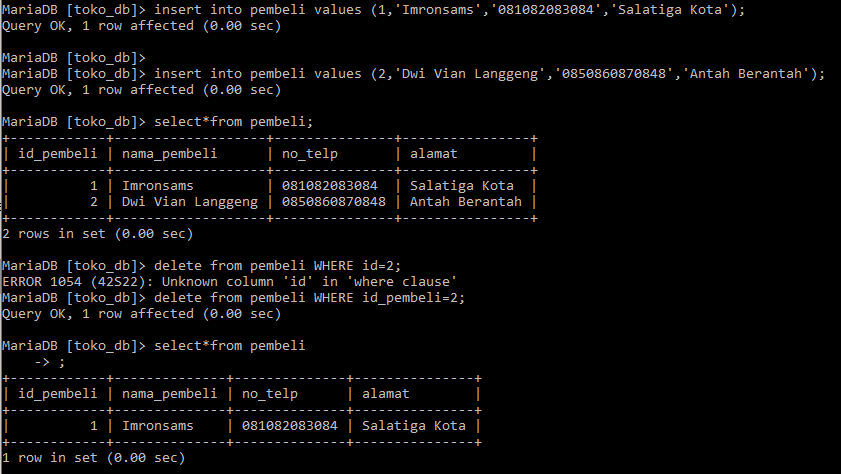 MariaDB [toko_db]> insert into pembeli values (1,'Imronsams','081082083084','Salatiga Kota');
Query OK, 1 row affected (0.00 sec)
MariaDB [toko_db]>
MariaDB [toko_db]> insert into pembeli values (2,'Dwi Vian Langgeng','0850860870848','Antah Berantah');
Query OK, 1 row affected (0.00 sec)
MariaDB [toko_db]> select*from pembeli;
+------------+-------------------+---------------+----------------+
| id_pembeli | nama_pembeli      | no_telp       | alamat         |
+------------+-------------------+---------------+----------------+
|          1 | Imronsams         | 081082083084  | Salatiga Kota  |
|          2 | Dwi Vian Langgeng | 0850860870848 | Antah Berantah |
+------------+-------------------+---------------+----------------+
2 rows in set (0.00 sec)
MariaDB [toko_db]> delete from pembeli WHERE id=2;
ERROR 1054 (42S22): Unknown column 'id' in 'where clause'
MariaDB [toko_db]> delete from pembeli WHERE id_pembeli=2;
Query OK, 1 row affected (0.00 sec)
MariaDB [toko_db]> select*from pembeli
    -> ;
+------------+--------------+--------------+---------------+
| id_pembeli | nama_pembeli | no_telp      | alamat        |
+------------+--------------+--------------+---------------+
|          1 | Imronsams    | 081082083084 | Salatiga Kota |
+------------+--------------+--------------+---------------+
1 row in set (0.00 sec)